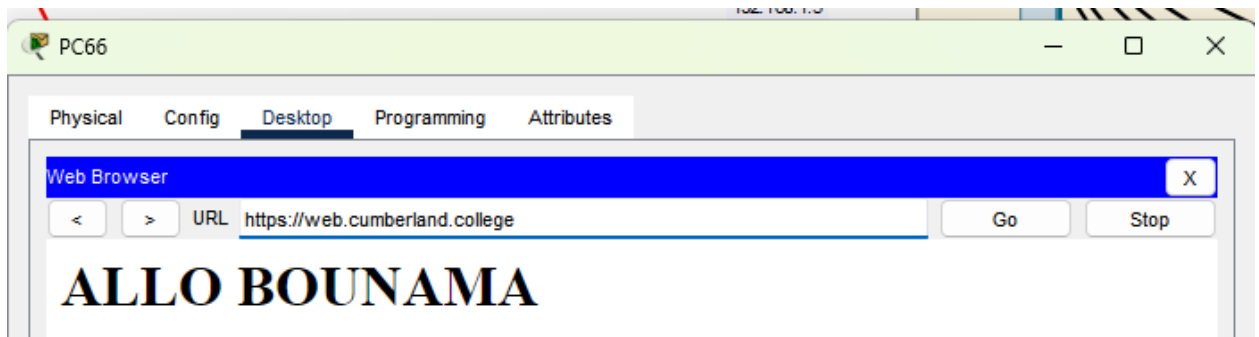 PC66
Physical Config Desktop Programming Attributes
Web Browser X
< > URL https://web.cumberland.college Go Stop
ALLO BOUNAMA